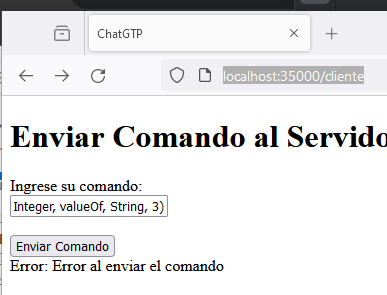 ChatGTP
localhost:35000/cliente
Enviar Comando al Servido
Ingrese su comando:
Integer, valueOf, String, 3)
Enviar Comando
Error: Error al enviar el comando